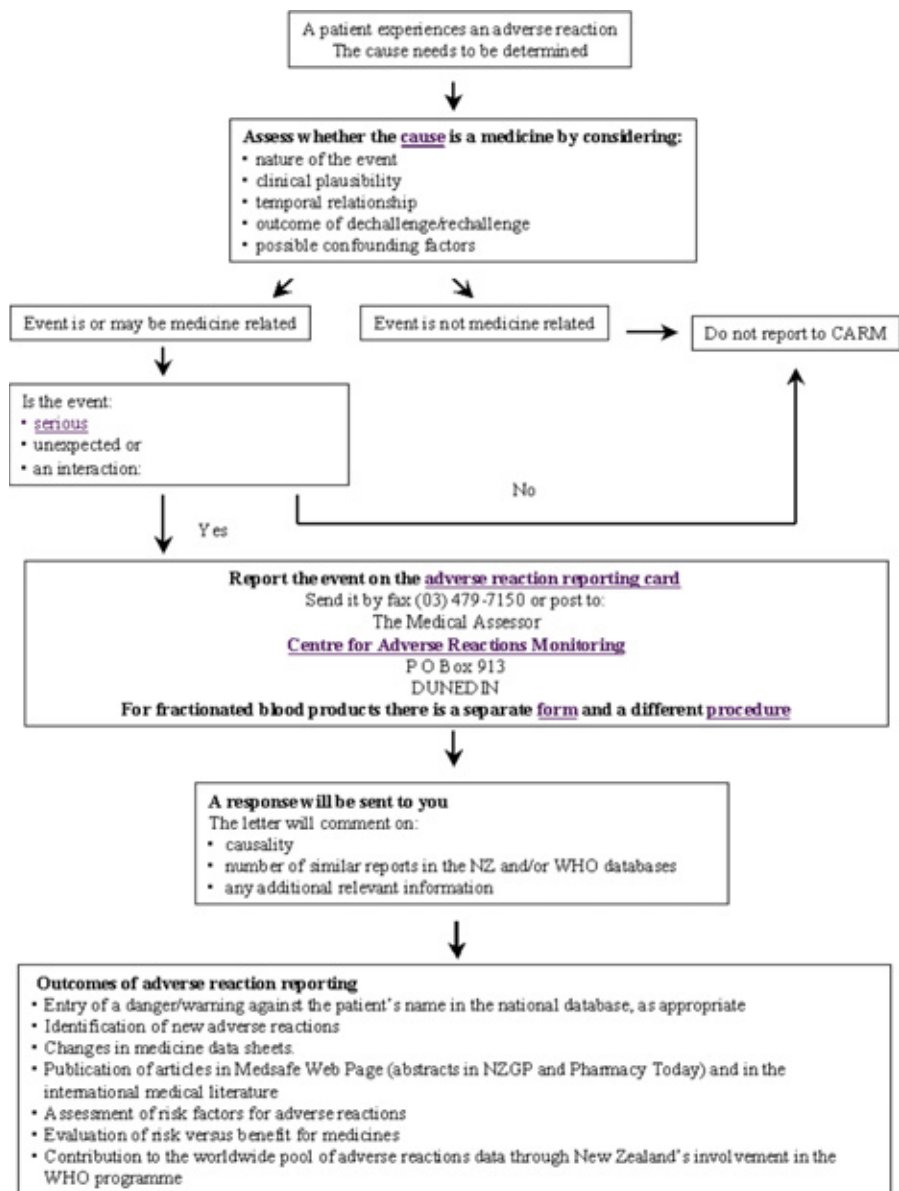 A patient experiences an adverse reaction
The cause needs to be determined
Assess whether the cause is a medicine by considering:
• nature of the event
• clinical plausibility
• temporal relationship
• outcome of dechallenge/rechallenge
• possible confounding factors
Event is or may be medicine related
Event is not medicine related
Do not report to CARM
Is the event:
• serious
• unexpected or
• an interaction:
No
Yes
Report the event on the adverse reaction reporting card
Send it by fax (03) 479-7150 or post to:
The Medical Assessor
Centre for Adverse Reactions Monitoring
P O Box 913
DUNEDIN
For fractionated blood products there is a separate form and a different procedure
A response will be sent to you
The letter will comment on:
• causality
• number of similar reports in the NZ and/or WHO databases
• any additional relevant information
Outcomes of adverse reaction reporting
• Entry of a danger/warning against the patient's name in the national database, as appropriate
• Identification of new adverse reactions
• Changes in medicine data sheets.
• Publication of articles in Medsafe Web Page (abstracts in NZGP and Pharmacy Today) and in the
international medical literature
• Assessment of risk factors for adverse reactions
• Evaluation of risk versus benefit for medicines
• Contribution to the worldwide pool of adverse reactions data through New Zealand's involvement in the
WHO programme